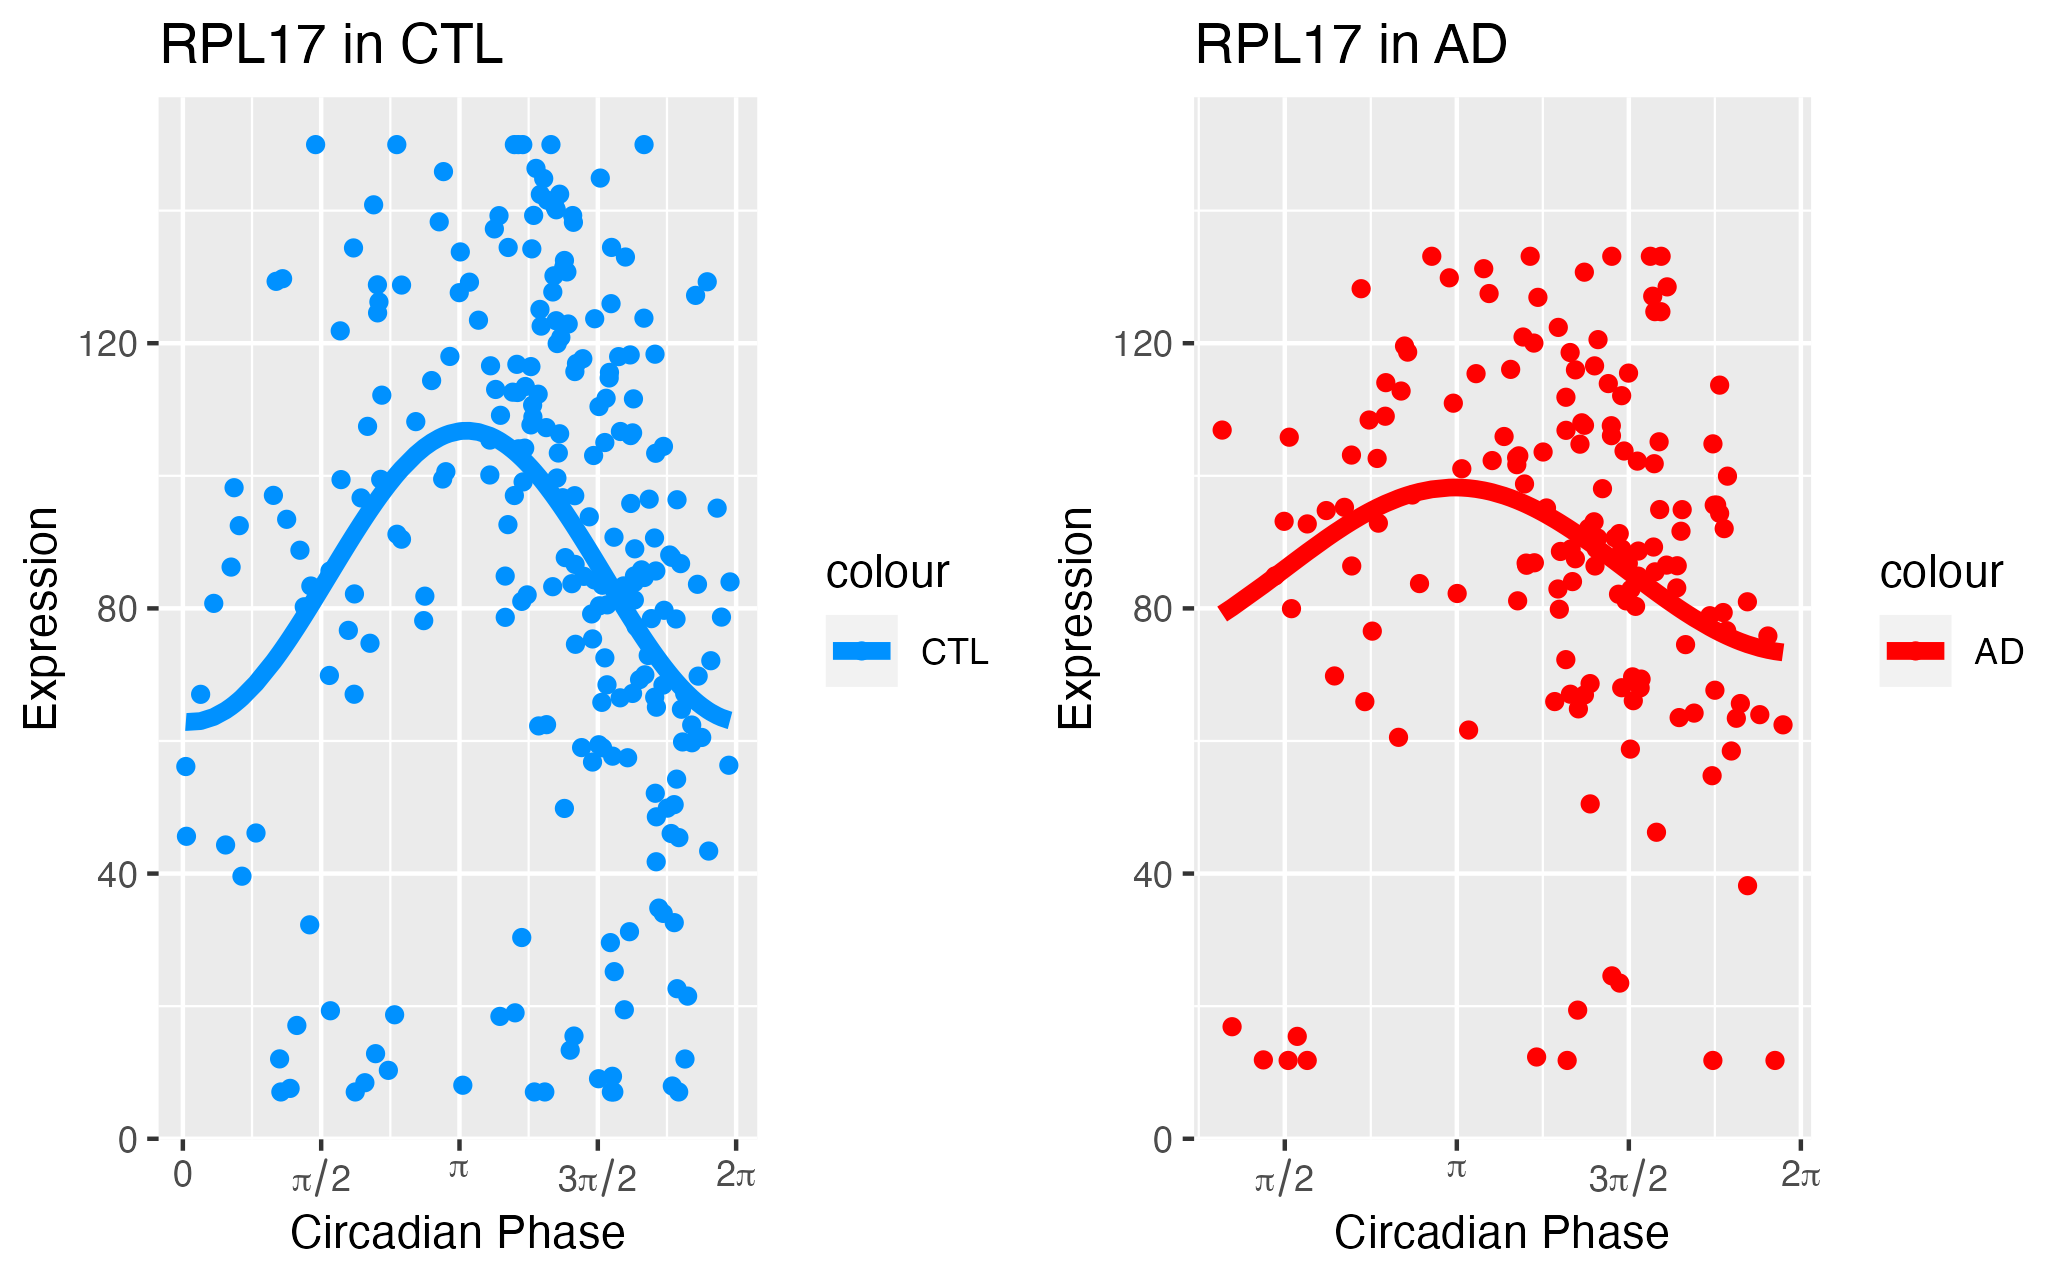 RPL17 in CTL
Expression
120
80
40
0
0
π/2
π
3π/2
2π
Circadian Phase
colour
CTL
RPL17 in AD
Expression
120
80
40
0
π/2
π
3π/2
2π
Circadian Phase
colour
AD